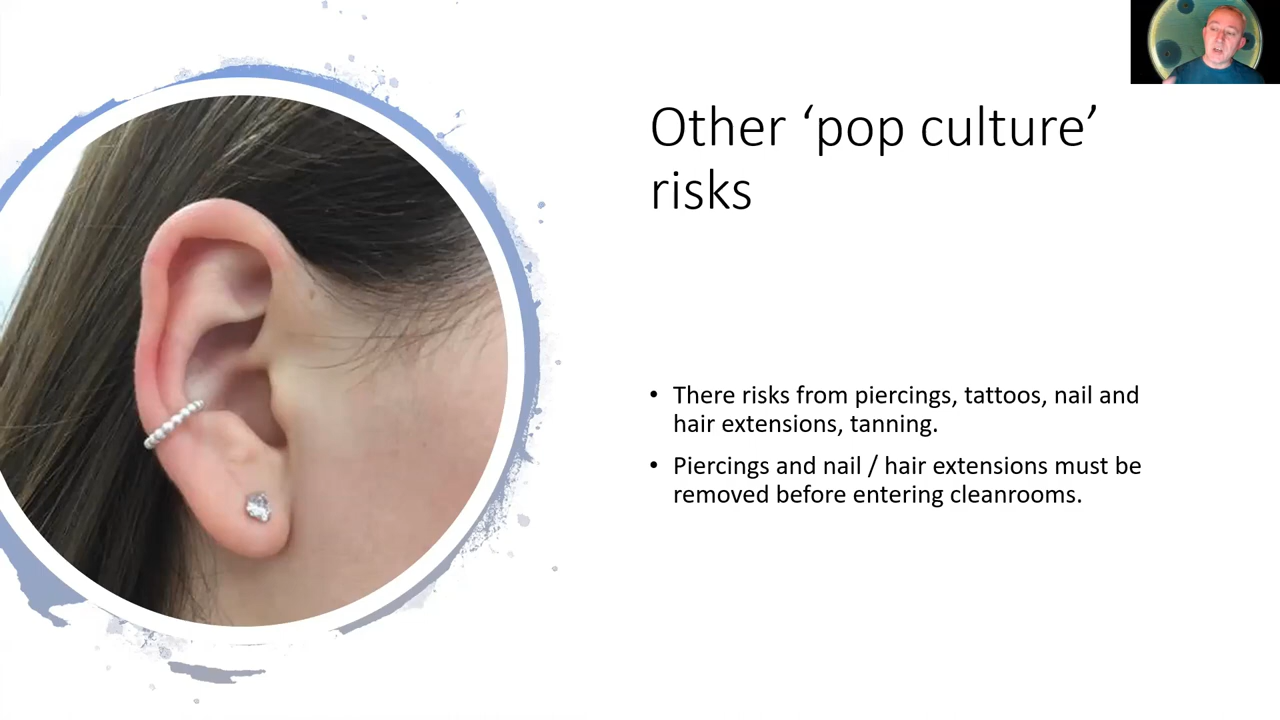 Other ‘pop culture’
risks
• There risks from piercings, tattoos, nail and
hair extensions, tanning.
• Piercings and nail / hair extensions must be
removed before entering cleanrooms.